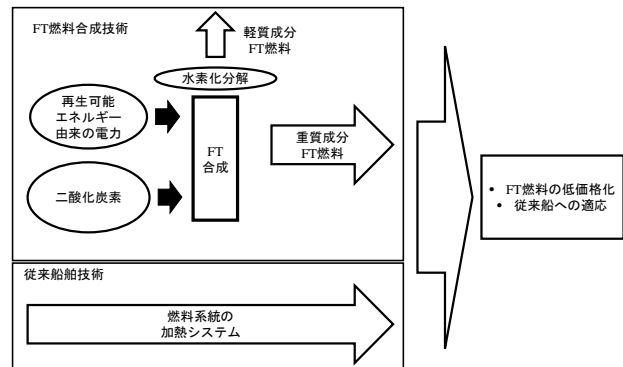 FT燃料合成技術
軽質成分
FT燃料
水素化分解
再生可能
エネルギー
由来の電力
FT
合成
重質成分
FT燃料
二酸化炭素
• FT燃料の低価格化
• 従来船への適応
従来船舶技術
燃料系統の
加熱システム